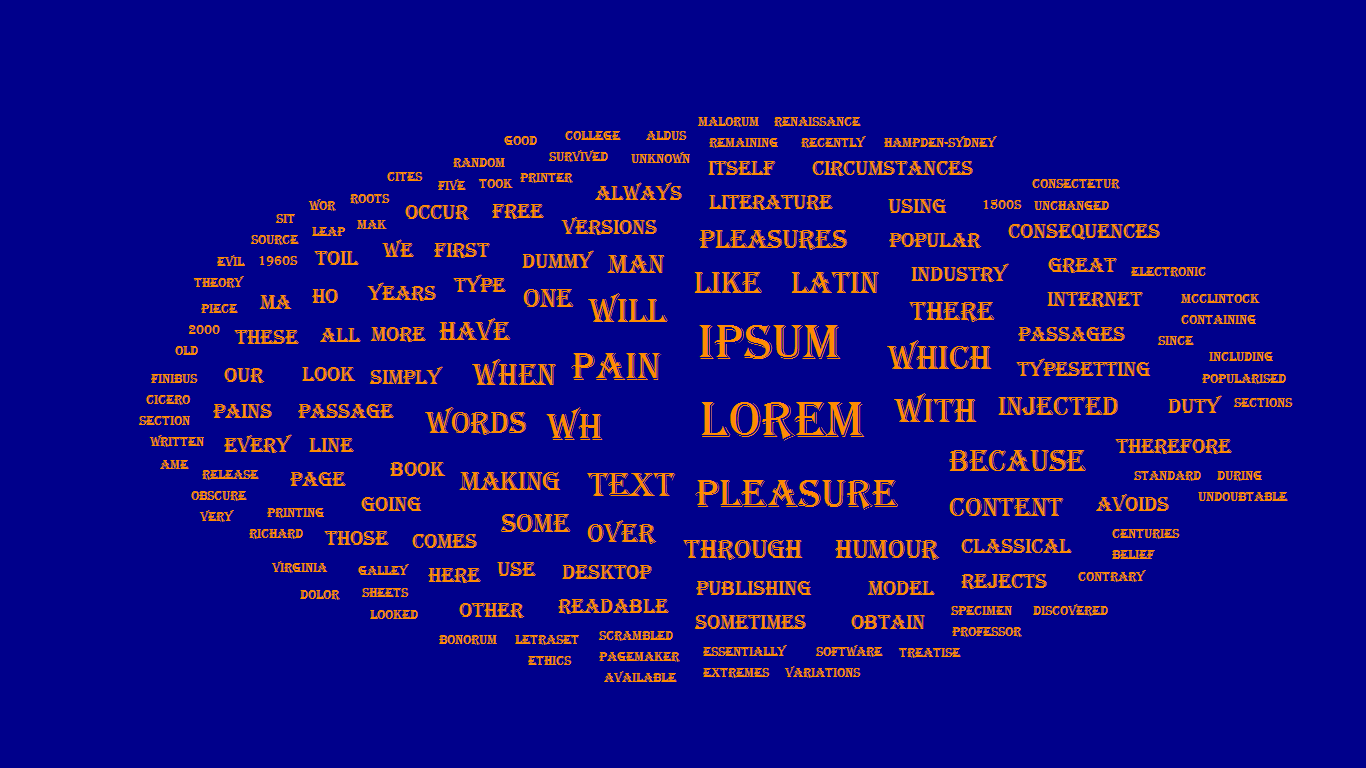 MALORUM RENAISSANCE
GOOD COLLEGE ALDUS REMAINING RECENTLY HAMPDEN-SYDNEY
RANDOM SURVIVED UNKNOWN ITSELF CIRCUMSTANCES
CITES FIVE TOOK PRINTER ALWAYS CONSECTETUR
WOR ROOTS OCCUR FREE LITERATURE USING 1500S UNCHANGED
SIT LEAP MAK VERSIONS
SOURCE WE FIRST PLEASURES POPULAR CONSEQUENCES
EVIL 1960S TOIL DUMMY MAN INDUSTRY GREAT ELECTRONIC
THEORY YEARS TYPE LIKE LATIN
PIECE MA HO ONE WILL THERE INTERNET MCCLINTOCK
CONTAINING
2000 THESE ALL MORE HAVE IPSUM PASSAGES SINCE
OLD PAIN WHICH INCLUDING
FINIBUS OUR LOOK SIMPLY WHEN TYPESETTING POPULARISED
CICERO PAINS PASSAGE WITH INJECTED DUTY SECTIONS
SECTION WORDS WH LOREM
WRITTEN EVERY LINE THEREFORE
AME BOOK BECAUSE
RELEASE PAGE MAKING TEXT STANDARD DURING
OBSCURE PLEASURE UNDOUBTABLE
VERY PRINTING GOING CONTENT AVOIDS
RICHARD THOSE COMES SOME OVER CENTURIES
THROUGH HUMOUR CLASSICAL BELIEF
VIRGINIA GALLEY HERE USE DESKTOP REJECTS CONTRARY
DOLOR SHEETS PUBLISHING MODEL
LOOKED OTHER READABLE SPECIMEN DISCOVERED
SOMETIMES OBTAIN PROFESSOR
BONORUM LETRASET SCRAMBLED
ETHICS PAGEMAKER ESSENTIALLY SOFTWARE TREATISE
AVAILABLE EXTREMES VARIATIONS